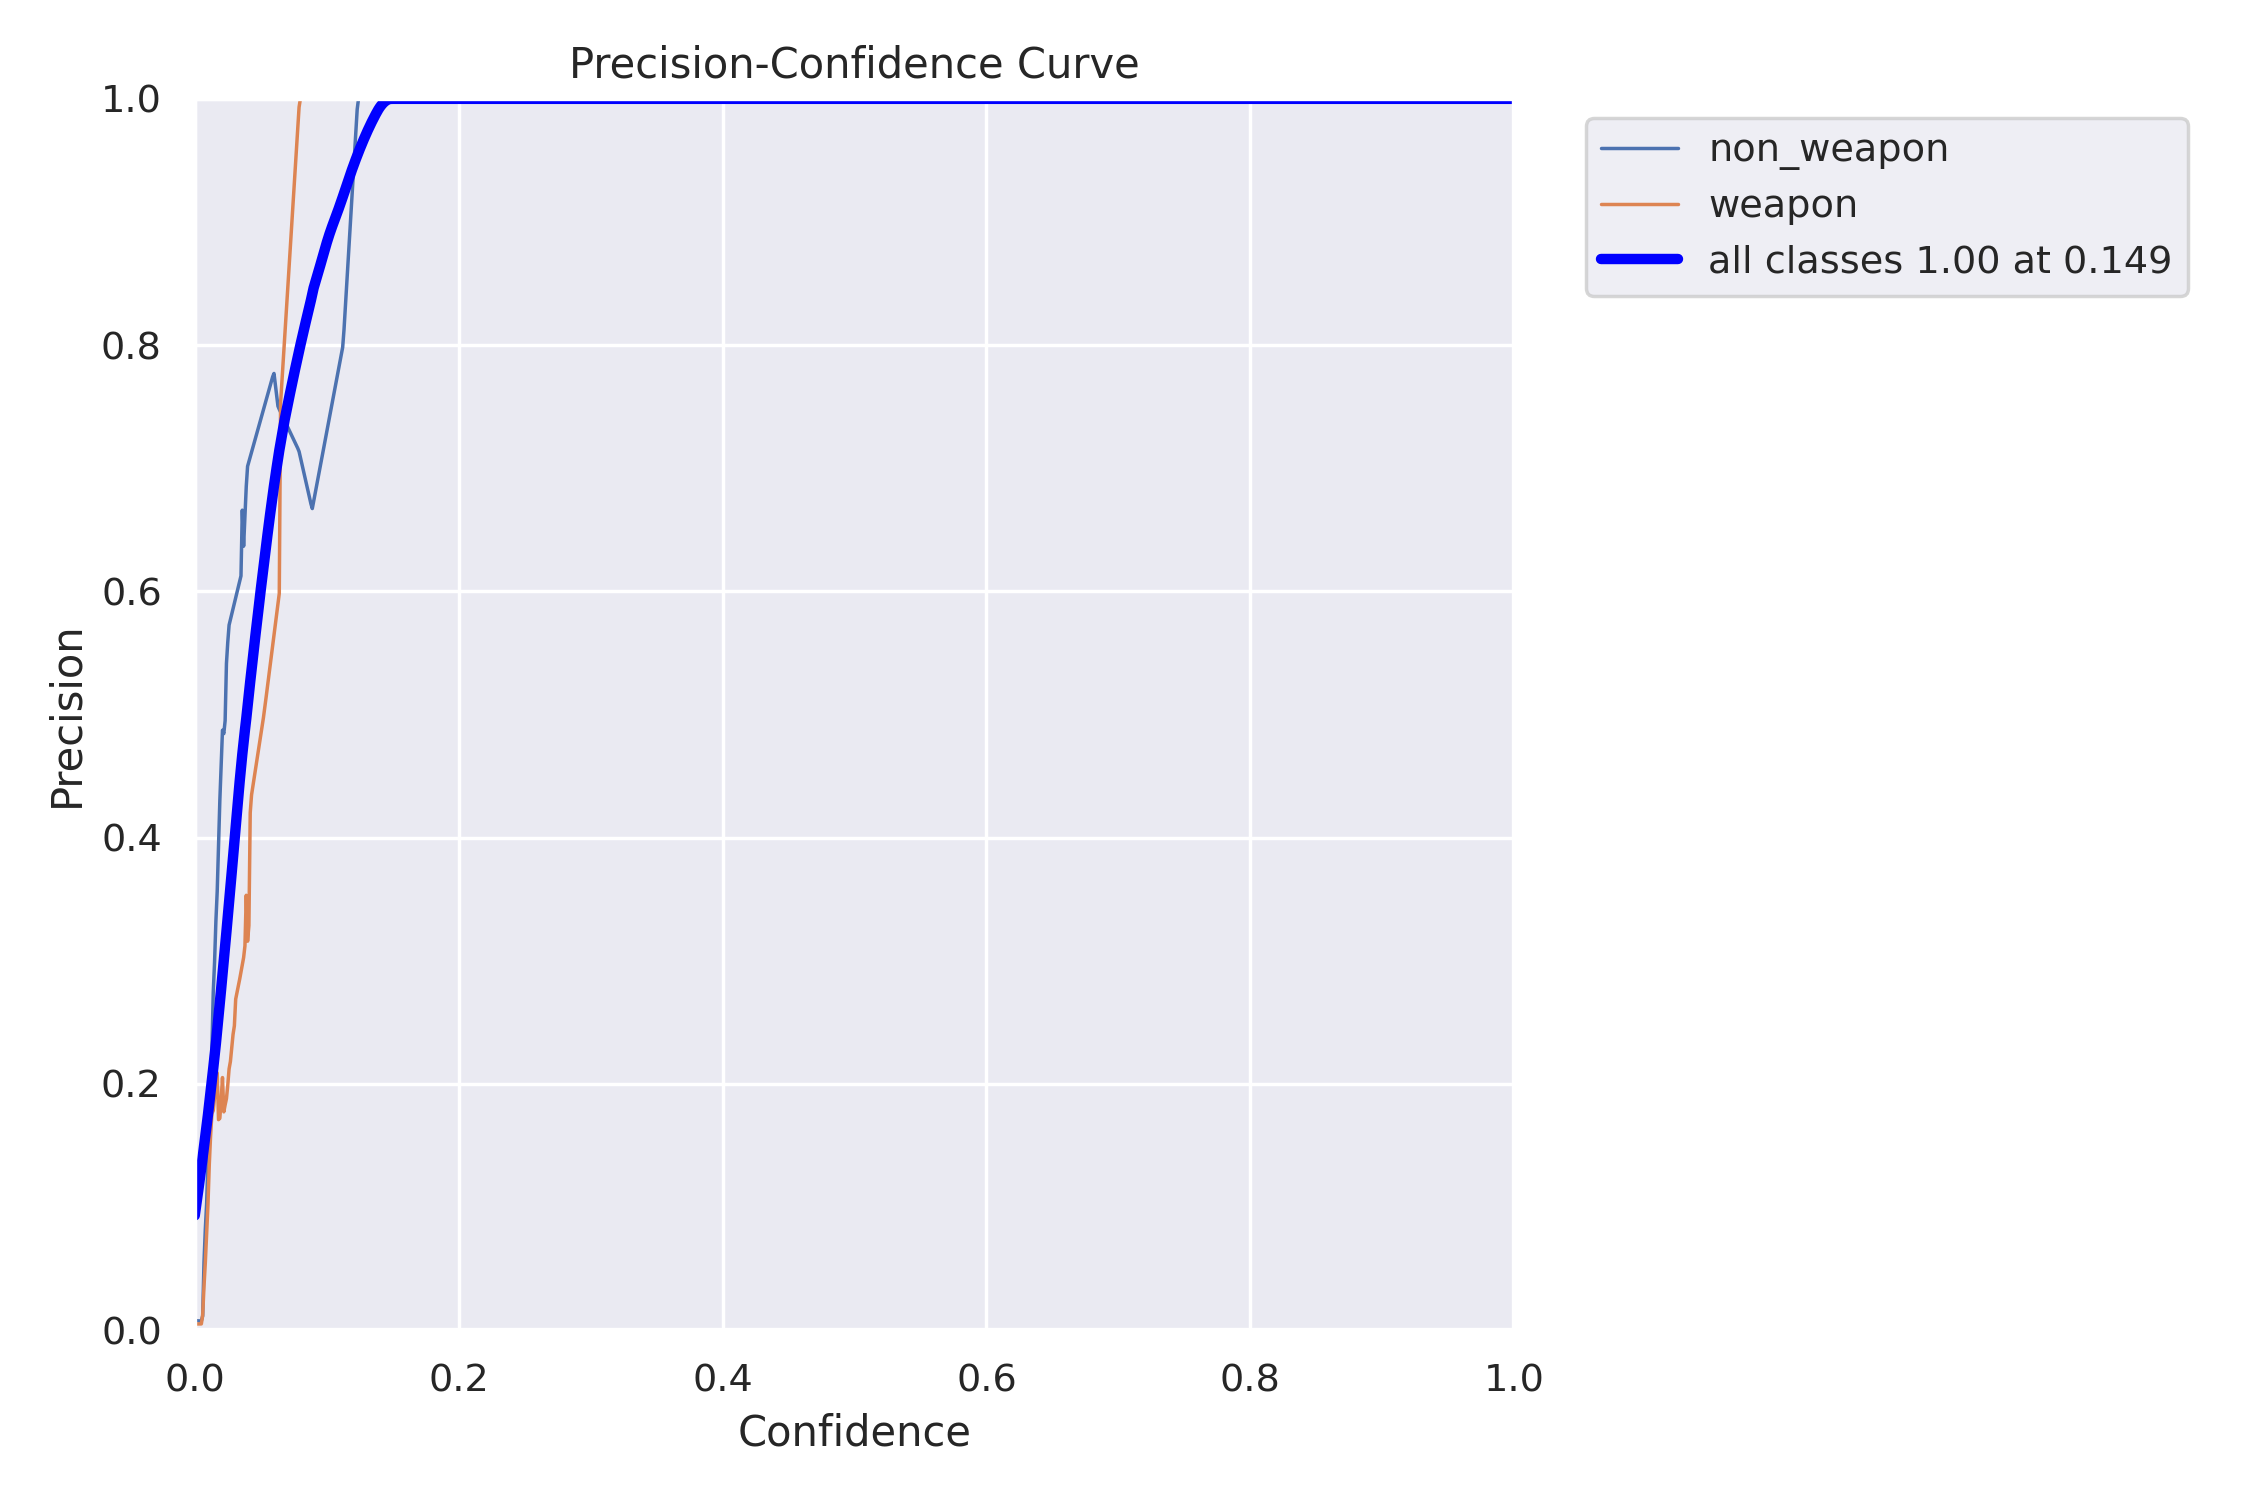 Precision-Confidence Curve
1.0
0.8
0.6
0.4
0.2
0.0
Precision
0.0 0.2 0.4 0.6 0.8 1.0
Confidence
non_weapon
weapon
all classes 1.00 at 0.149